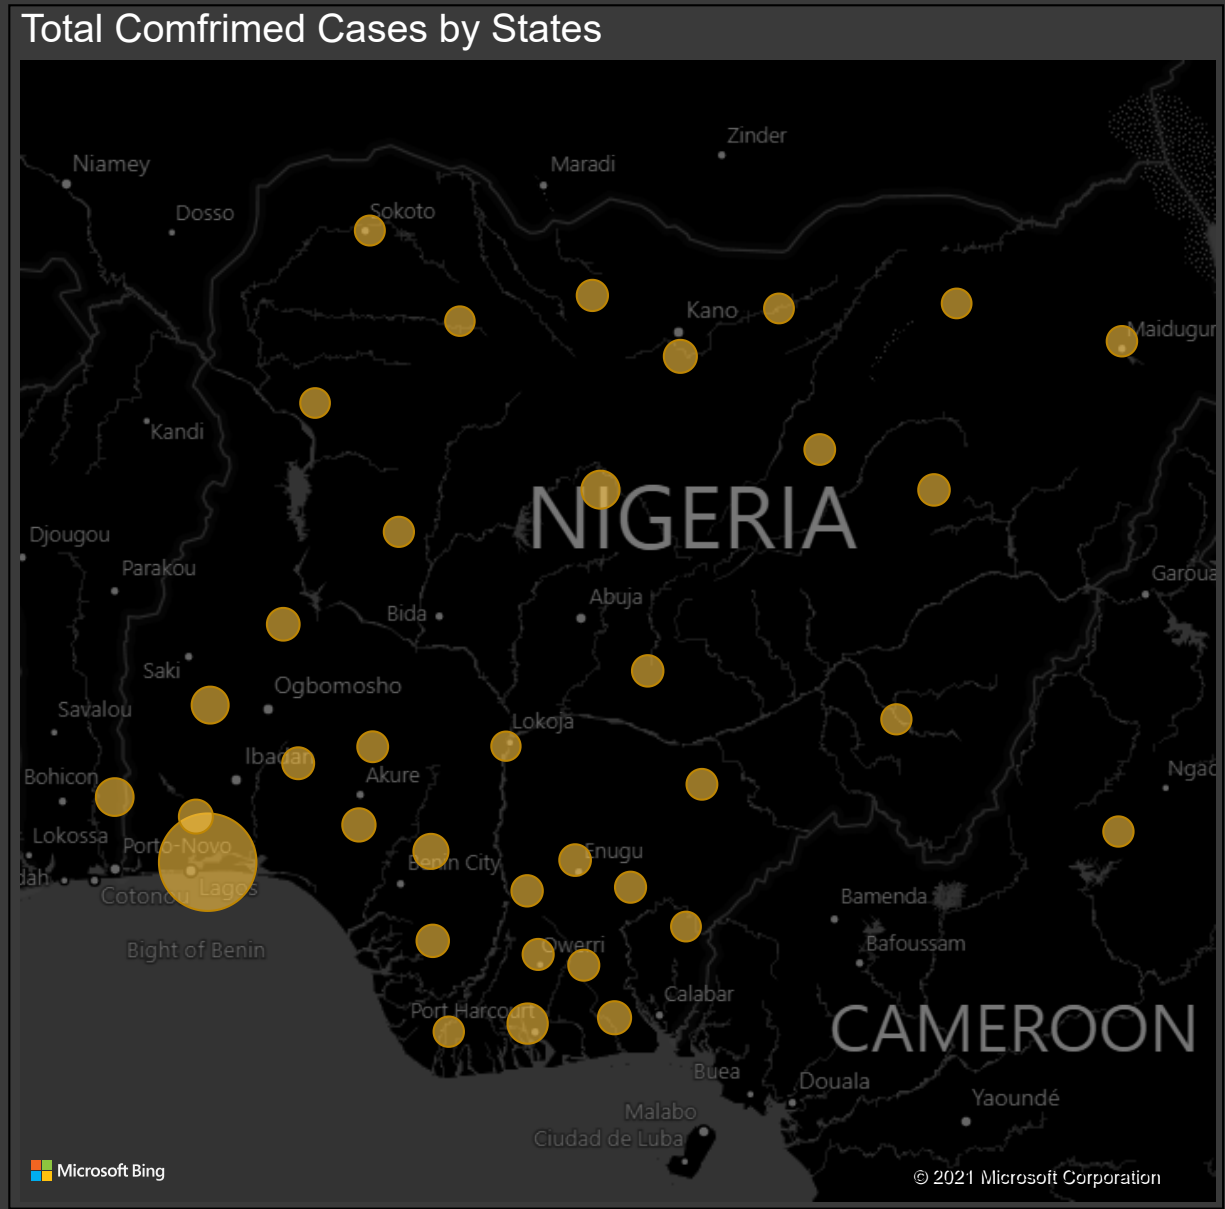 Total Comfrimed Cases by States
Zinder
Niamey
Maradi
Dosso
Sokoto
Kano
Maidugur
Kandi
NIGERIA
Djougou
Parakou
Garoua
Abuja
Bida
Saki
Ogbomosho
Savalou
Lokoja
Ibadan
Bohicon
Akure
Ngao
Lokossa
Porto-Novo
Enugu
Benin City
dah
Cotonou
Lagos
Bamenda
Bight of Benin
Owerri
Bafoussam
Calabar
Port Harcourt
CAMEROON
Buea
Douala
Yaoundé
Malabo
Ciudad de Luba
Microsoft Bing
© 2021 Microsoft Corporation